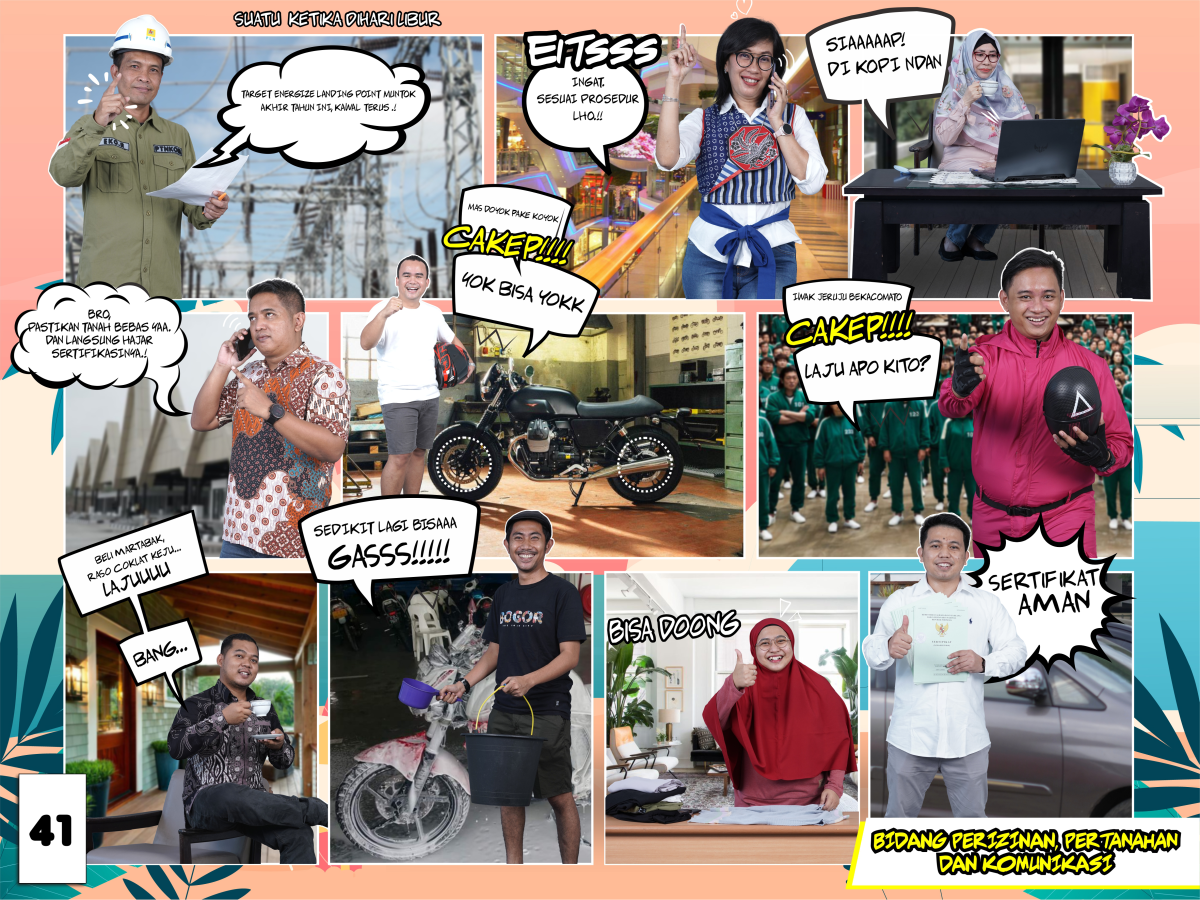 SUATU KETIKA DIHARI LIBUR
TARGET ENERGIZE LANDING POINT MUNTOK
AKHIR TAHUN INI, KAWAL TERUS .!
EITSSS
INGAT.
SESUAI PROSEDUR
LHO.!!
SIAAAAAP!
DI KOPI NDAN
BRO,
PASTIKAN TANAH BEBAS YAA.
DAN LANGSUNG HAJAR
SERTIFIKASINYA.!
MAS DOYOK PAKE KOYOK
CAKEP!!!!
YOK BISA YOKK
IWAK JERUJU BEKACOMATO
CAKEP!!!!
LAJU APO KITO?
BELI MARTABAK,
RASO COKLAT KEJU...
LAJUUUU
BANG...
SEDIKIT LAGI BISAAA
GASSS!!!!!
BOGOR
BISA DOONG
SERTIFIKAT
AMAN
41
BIDANG PERIZINAN, PERTANAHAN
DAN KOMUNIKASI